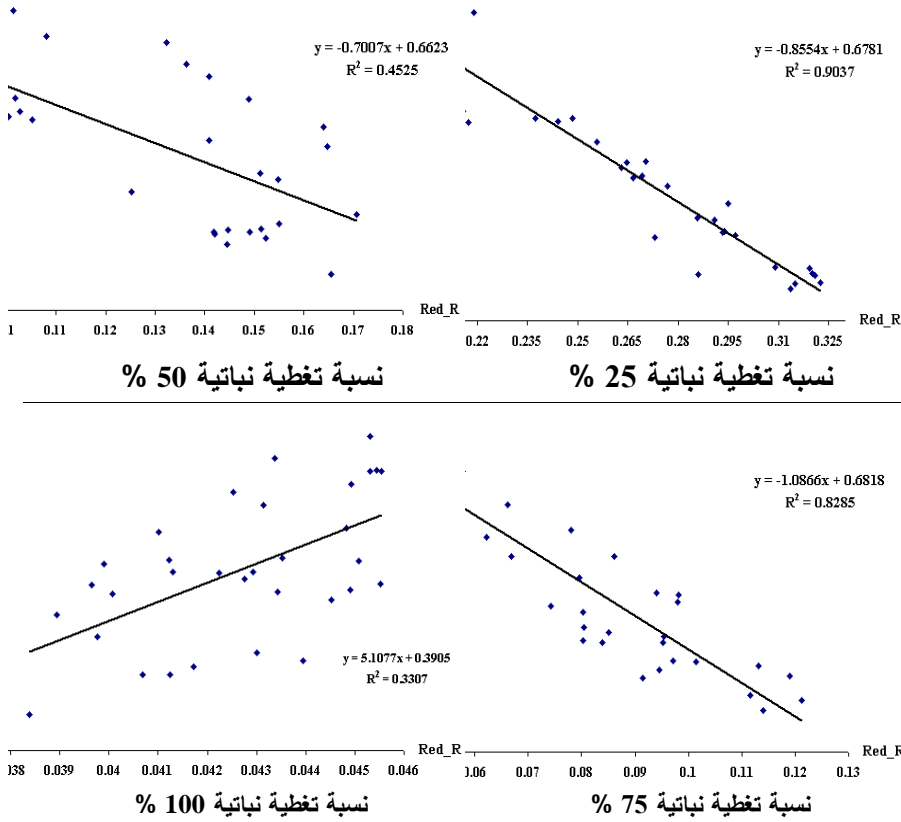 y = -0.7007x + 0.6623
R² = 0.4525
Red_R
1 0.11 0.12 0.13 0.14 0.15 0.16 0.17 0.18
نسبة تغطية نباتية 50 %
y = -0.8554x + 0.6781
R² = 0.9037
Red_R
0.22 0.235 0.25 0.265 0.28 0.295 0.31 0.325
نسبة تغطية نباتية 25 %
y = 5.1077x + 0.3905
R² = 0.3307
Red_R
038 0.039 0.04 0.041 0.042 0.043 0.044 0.045 0.046
نسبة تغطية نباتية 100 %
y = -1.0866x + 0.6818
R² = 0.8285
Red_R
0.06 0.07 0.08 0.09 0.1 0.11 0.12 0.13
نسبة تغطية نباتية 75 %